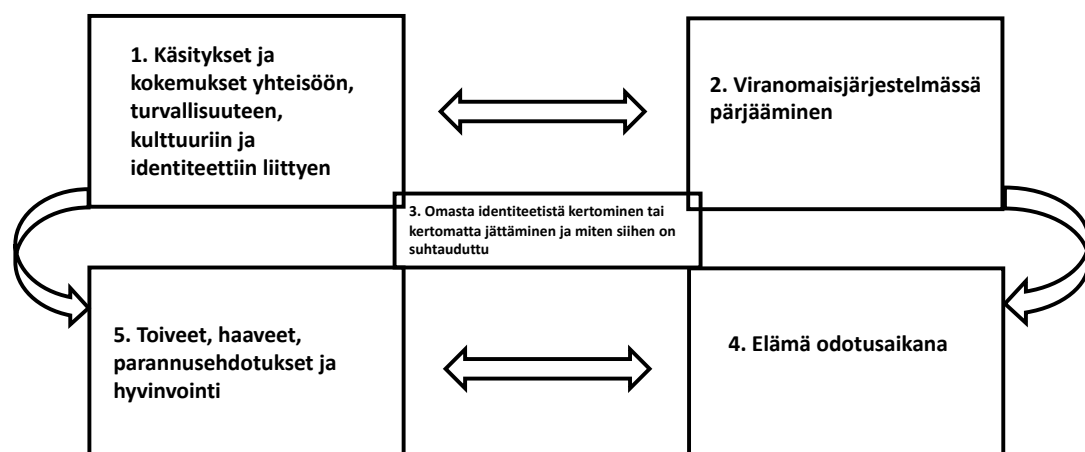 1. Käsitykset ja
kokemukset yhteisöön,
turvallisuuteen,
kulttuuriin ja
identiteettiin liittyen
2. Viranomaisjärjestelmässä
pärjääminen
3. Omasta identiteetistä kertominen tai
kertomatta jättäminen ja miten siihen on
suhtauduttu
5. Toiveet, haaveet,
parannusehdotukset ja
hyvinvointi
4. Elämä odotusaikana